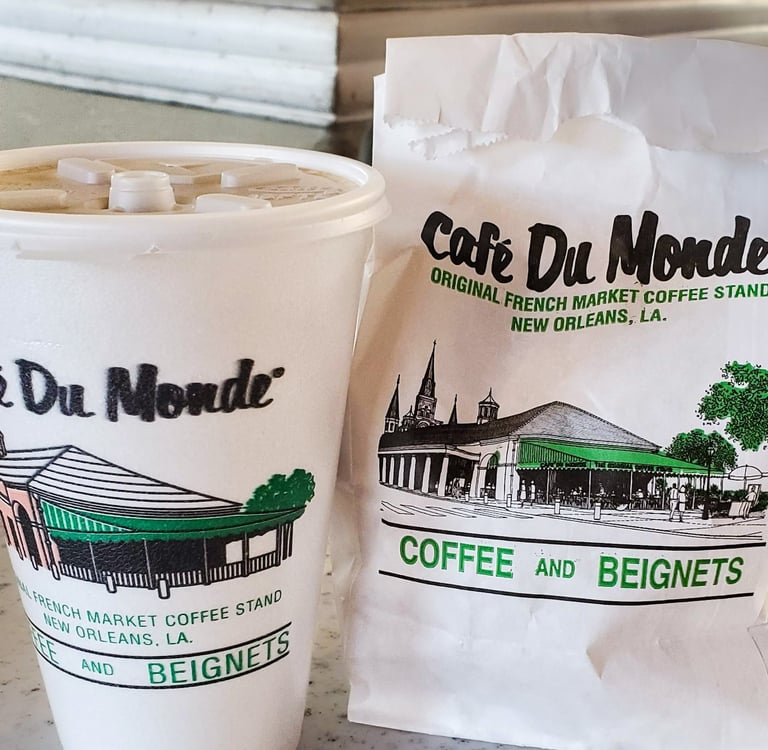 Café Du Monde
ORIGINAL FRENCH MARKET COFFEE STAND
NEW ORLEANS, LA.
COFFEE AND BEIGNETS
é Du Monde®
L FRENCH MARKET COFFEE STAND
NEW ORLEANS, LA.
FEE AND BEIGNETS